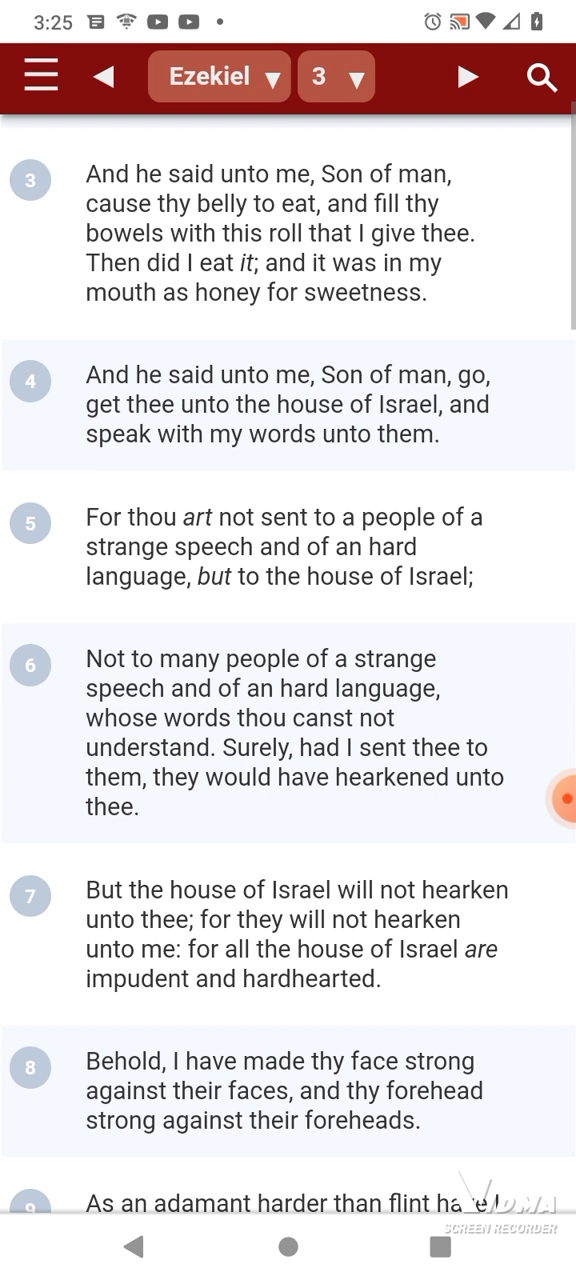 3:25
Ezekiel 3
3 And he said unto me, Son of man,
cause thy belly to eat, and fill thy
bowels with this roll that I give thee.
Then did I eat it; and it was in my
mouth as honey for sweetness.
4 And he said unto me, Son of man, go,
get thee unto the house of Israel, and
speak with my words unto them.
5 For thou art not sent to a people of a
strange speech and of an hard
language, but to the house of Israel;
6 Not to many people of a strange
speech and of an hard language,
whose words thou canst not
understand. Surely, had I sent thee to
them, they would have hearkened unto
thee.
7 But the house of Israel will not hearken
unto thee; for they will not hearken
unto me: for all the house of Israel are
impudent and hardhearted.
8 Behold, I have made thy face strong
against their faces, and thy forehead
strong against their foreheads.
9 As an adamant harder than flint have I
VIDMA
SCREEN RECORDER